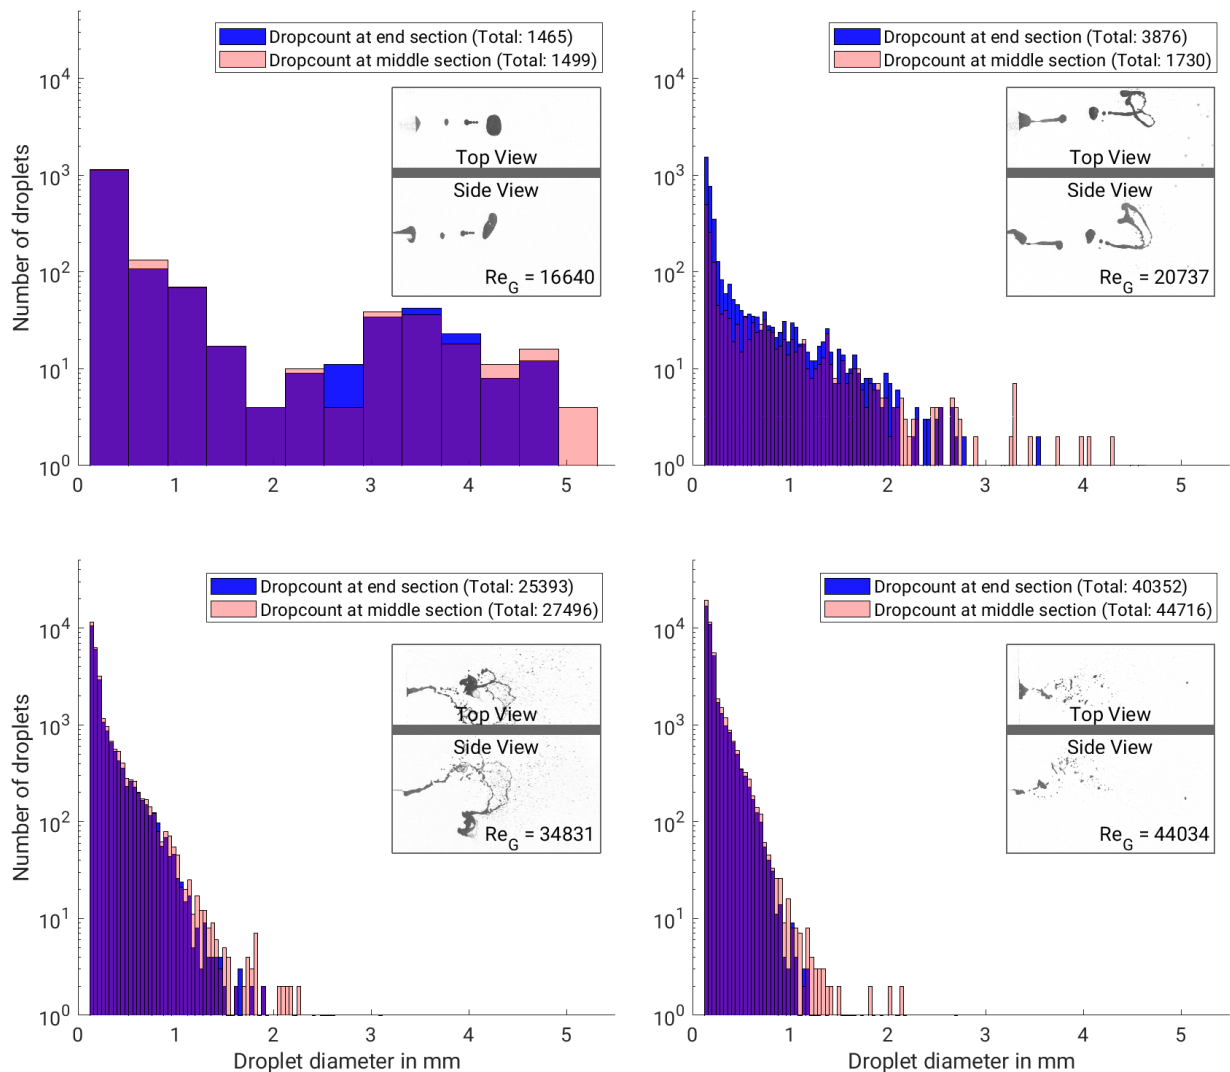 Dropcount at end section (Total: 1465)
Dropcount at middle section (Total: 1499)
Top View
Side View
Re_G = 16640
Number of droplets
10^4
10^3
10^2
10^1
10^0
0 1 2 3 4 5
Dropcount at end section (Total: 3876)
Dropcount at middle section (Total: 1730)
Top View
Side View
Re_G = 20737
10^4
10^3
10^2
10^1
10^0
0 1 2 3 4 5
Dropcount at end section (Total: 25393)
Dropcount at middle section (Total: 27496)
Top View
Side View
Re_G = 34831
Number of droplets
10^4
10^3
10^2
10^1
10^0
0 1 2 3 4 5
Droplet diameter in mm
Dropcount at end section (Total: 40352)
Dropcount at middle section (Total: 44716)
Top View
Side View
Re_G = 44034
10^4
10^3
10^2
10^1
10^0
0 1 2 3 4 5
Droplet diameter in mm